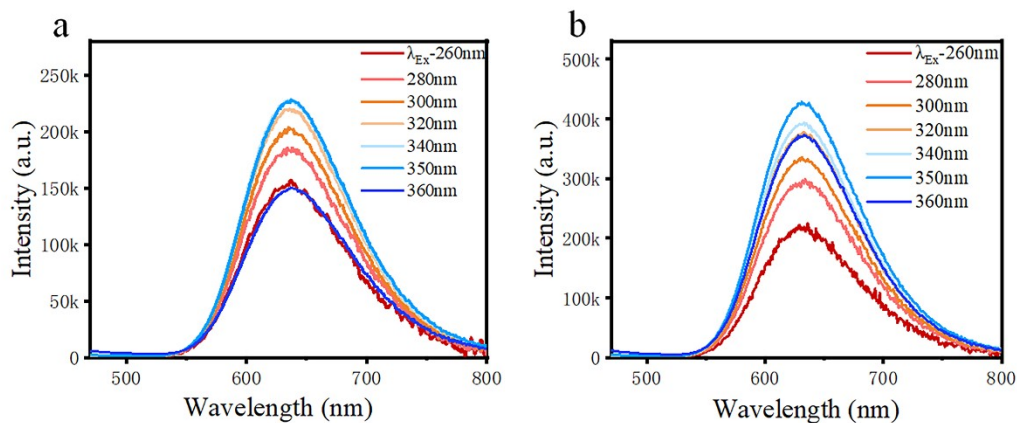 a
λEx-260nm
280nm
300nm
320nm
340nm
350nm
360nm
250k
200k
150k
100k
50k
0
500
600
700
800
Intensity (a.u.)
Wavelength (nm)
b
λEx-260nm
280nm
300nm
320nm
340nm
350nm
360nm
500k
400k
300k
200k
100k
0
500
600
700
800
Intensity (a.u.)
Wavelength (nm)